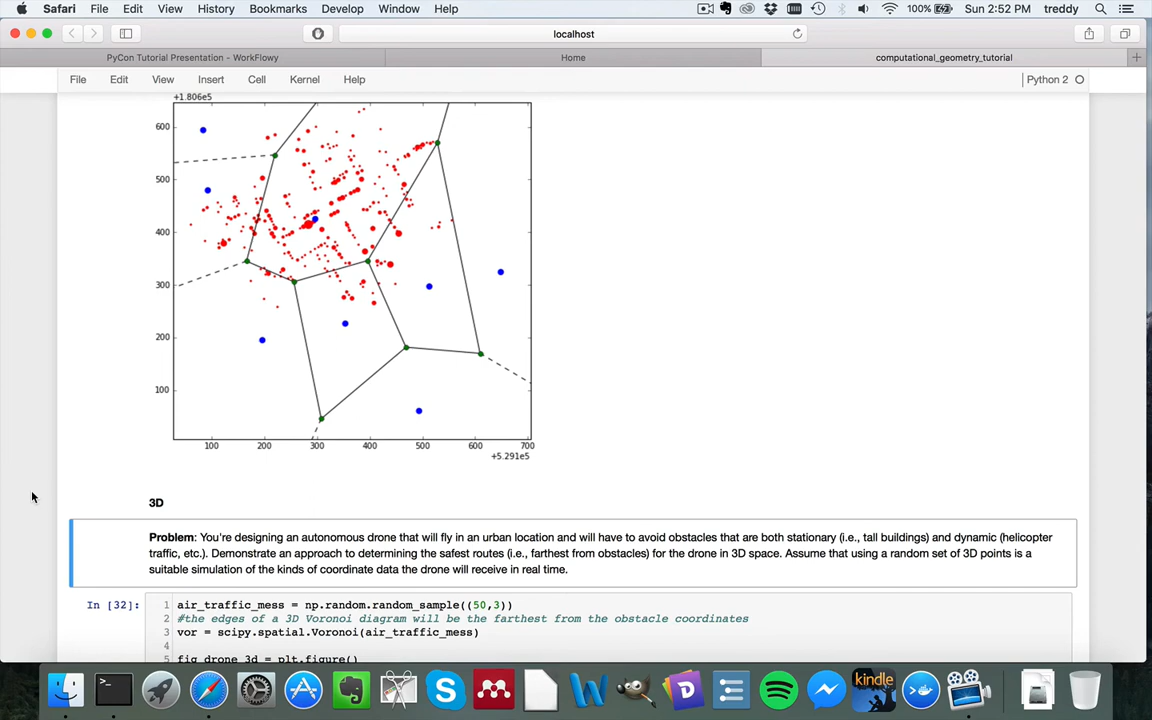 Safari File Edit View History Bookmarks Develop Window Help 100% Sun 2:52 PM treddy
localhost
PyCon Tutorial Presentation - WorkFlowy Home computational_geometry_tutorial
File Edit View Insert Cell Kernel Help Python 2
+1.806e5
600
500
400
300
200
100
100 200 300 400 500 600 700
+5.291e5
3D
Problem: You're designing an autonomous drone that will fly in an urban location and will have to avoid obstacles that are both stationary (i.e., tall buildings) and dynamic (helicopter
traffic, etc.). Demonstrate an approach to determining the safest routes (i.e., farthest from obstacles) for the drone in 3D space. Assume that using a random set of 3D points is a
suitable simulation of the kinds of coordinate data the drone will receive in real time.
In [32]: 1 air_traffic_mess = np.random.random_sample((50,3))
2 #the edges of a 3D Voronoi diagram will be the farthest from the obstacle coordinates
3 vor = scipy.spatial.Voronoi(air_traffic_mess)
4
5 fig_drone_3d = plt.figure()
kindle